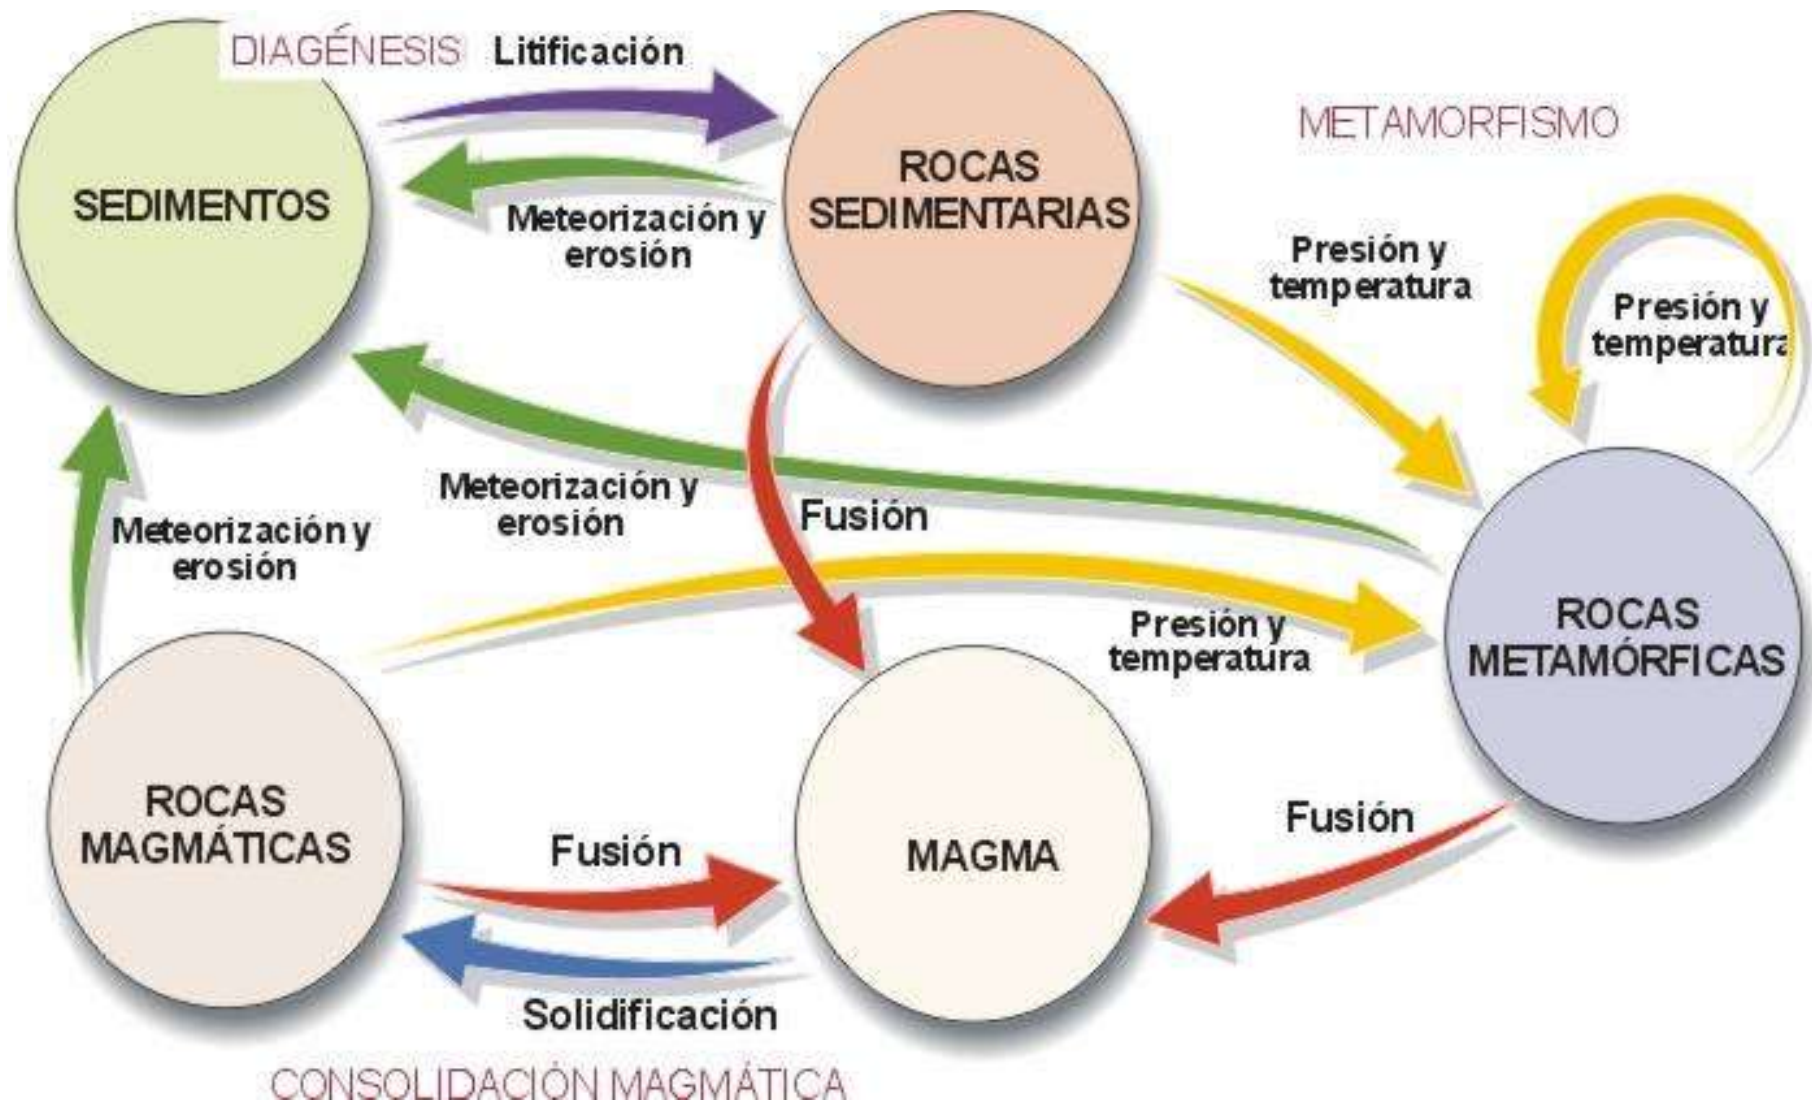 DIAGÉNESIS
Litificación
METAMORFISMO
SEDIMENTOS
ROCAS
SEDIMENTARIAS
Meteorización y
erosión
Presión y
temperatura
Presión y
temperatura
Meteorización y
erosión
Meteorización y
erosión
Fusión
Presión y
temperatura
ROCAS
METAMÓRFICAS
ROCAS
MAGMÁTICAS
Fusión
MAGMA
Fusión
Solidificación
CONSOLIDACIÓN MAGMÁTICA